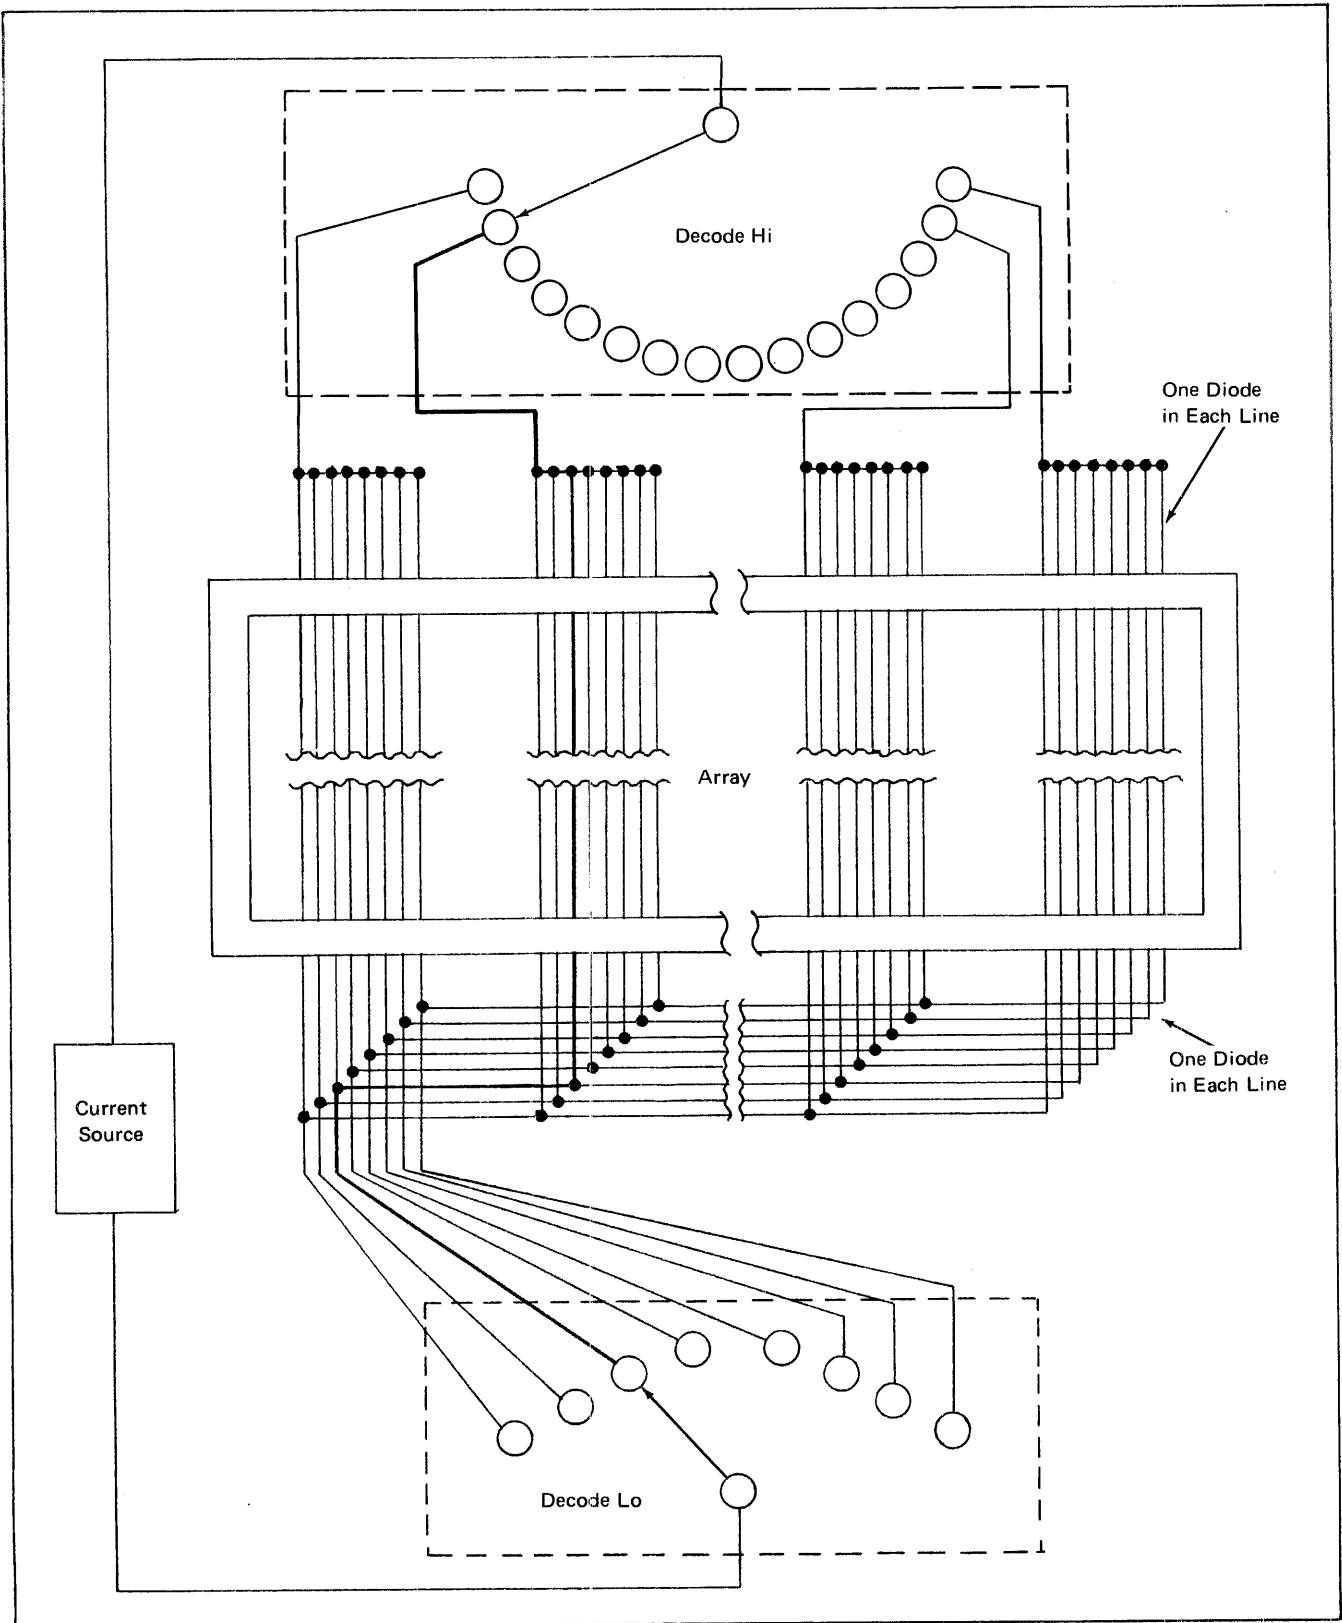 Decode Hi
One Diode
in Each Line
Array
One Diode
in Each Line
Current
Source
Decode Lo